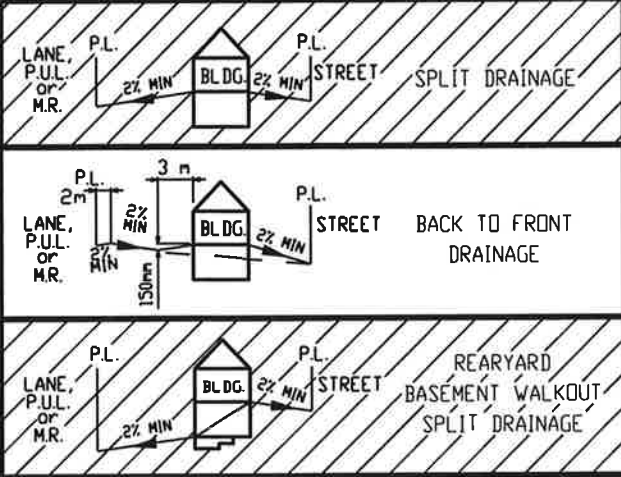 P.L.
P.L.
LANE,
P.U.L.
or
M.R.
2% MIN
BLDG.
2% MIN
STREET
SPLIT DRAINAGE
3 m
P.L.
2m
P.L.
LANE,
P.U.L.
or
M.R.
2%
MIN
2%
MIN
150mm
BLDG.
2% MIN
STREET
BACK TO FRONT
DRAINAGE
P.L.
P.L.
LANE,
P.U.L.
or
M.R.
2% MIN
BLDG.
2% MIN
STREET
REARYARD
BASEMENT WALKOUT
SPLIT DRAINAGE